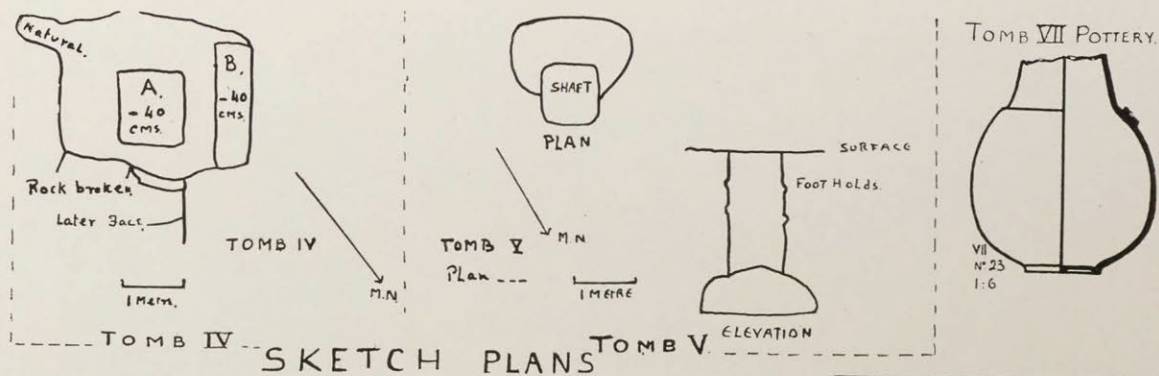 Natural.
A.
- 40
cms.
B.
- 40
cms.
Rock broken.
Later Face.
TOMB IV
1 Metre.
M.N.
TOMB IV
SHAFT
PLAN
M.N
TOMB V
Plan ---
1 METRE
SURFACE
FOOT HOLDS.
ELEVATION
TOMB V
SKETCH PLANS
TOMB VII POTTERY.
VII
Nº 23
1:6